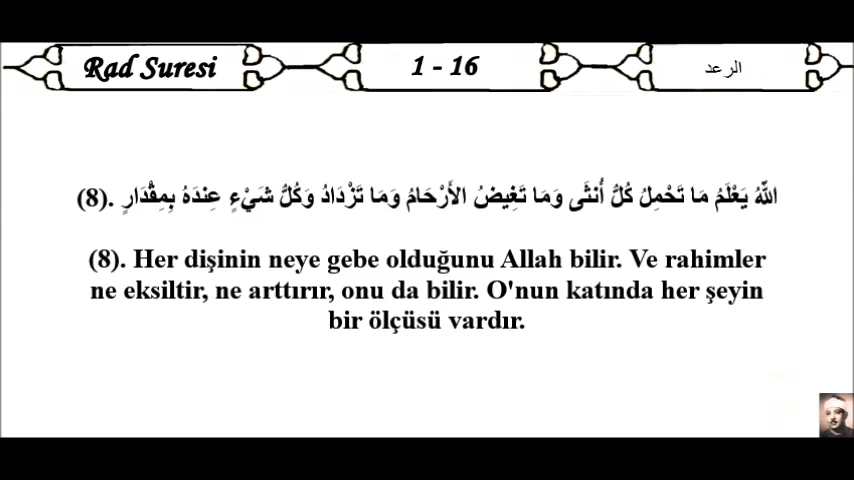 Rad Suresi
1 - 16
الرعد
اللّهُ يَعْلَمُ مَا تَحْمِلُ كُلُّ أُنثَى وَمَا تَغِيضُ الأَرْحَامُ وَمَا تَزْدَادُ وَكُلُّ شَيْءٍ عِندَهُ بِمِقْدَارٍ .(8)
(8). Her dişinin neye gebe olduğunu Allah bilir. Ve rahimler
ne eksiltir, ne arttırır, onu da bilir. O'nun katında her şeyin
bir ölçüsü vardır.